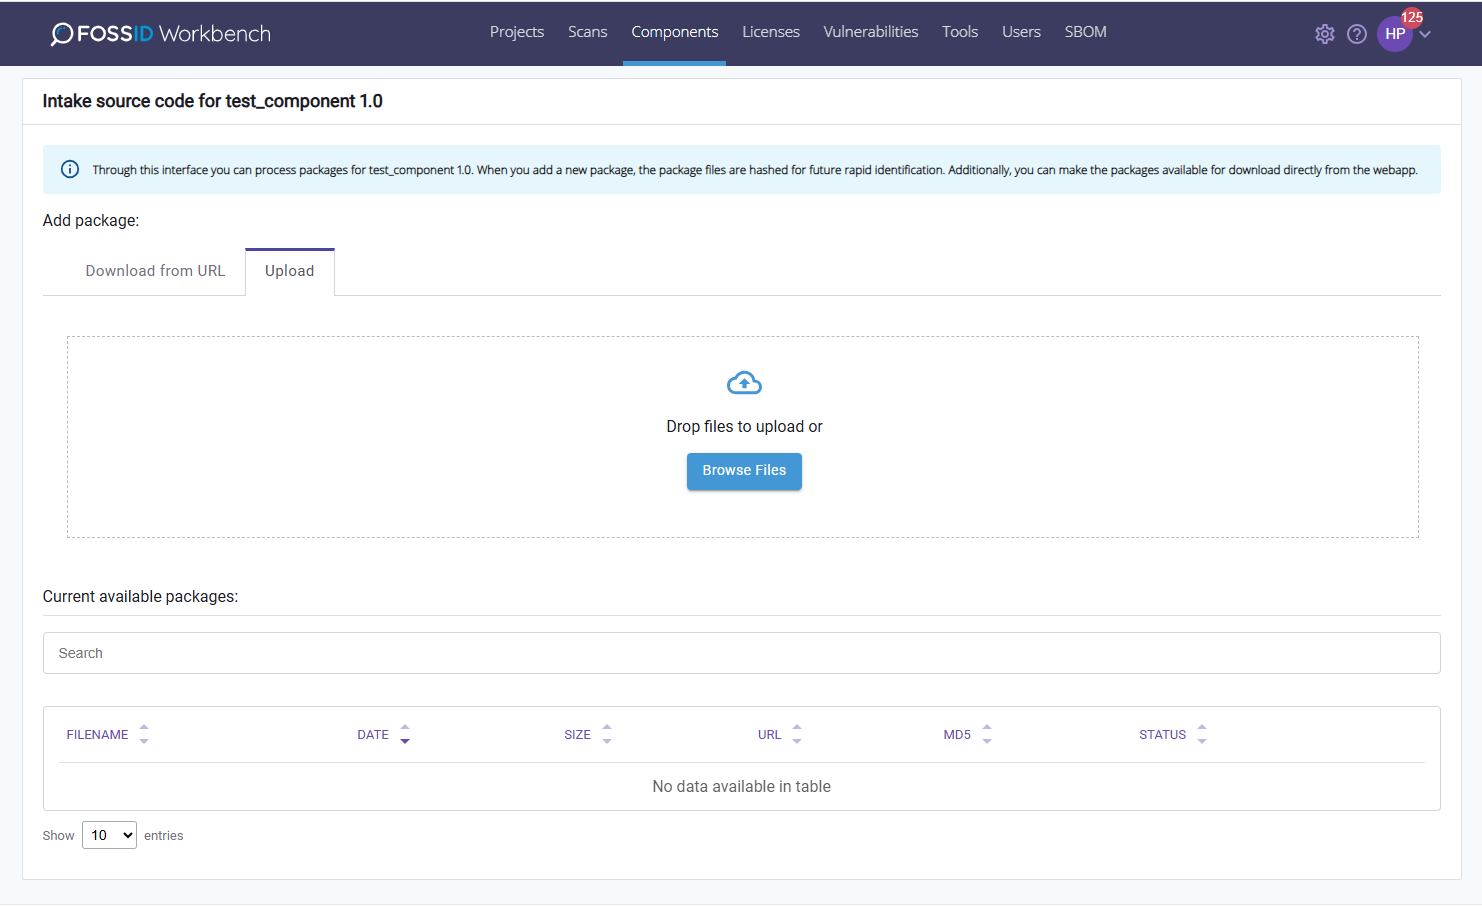 FOSSID Workbench
Projects Scans Components Licenses Vulnerabilities Tools Users SBOM
HP 125
Intake source code for test_component 1.0
Through this interface you can process packages for test_component 1.0. When you add a new package, the package files are hashed for future rapid identification. Additionally, you can make the packages available for download directly from the webapp.
Add package:
Download from URL Upload
Drop files to upload or
Browse Files
Current available packages:
Search
FILENAME DATE SIZE URL MD5 STATUS
No data available in table
Show 10 entries